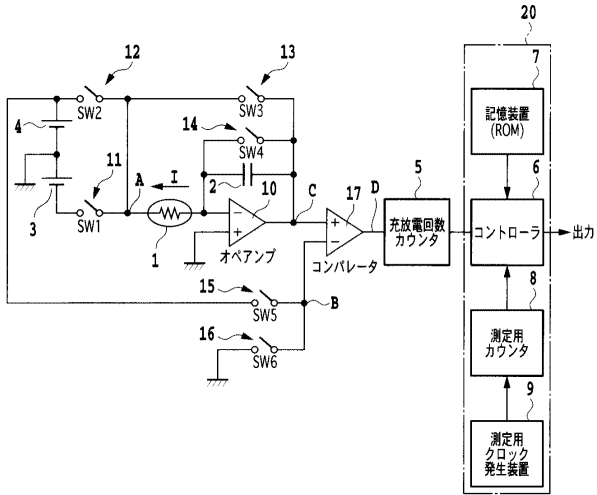 20
12
13
7
SW2
SW3
記憶装置
(ROM)
4
14
SW4
11
5
6
A
I
2
10
C
17
D
3
SW1
1
オペアンプ
コンパレータ
充放電回数
カウンタ
コントローラ
出力
15
SW5
B
8
16
SW6
測定用
カウンタ
9
測定用
クロック
発生装置